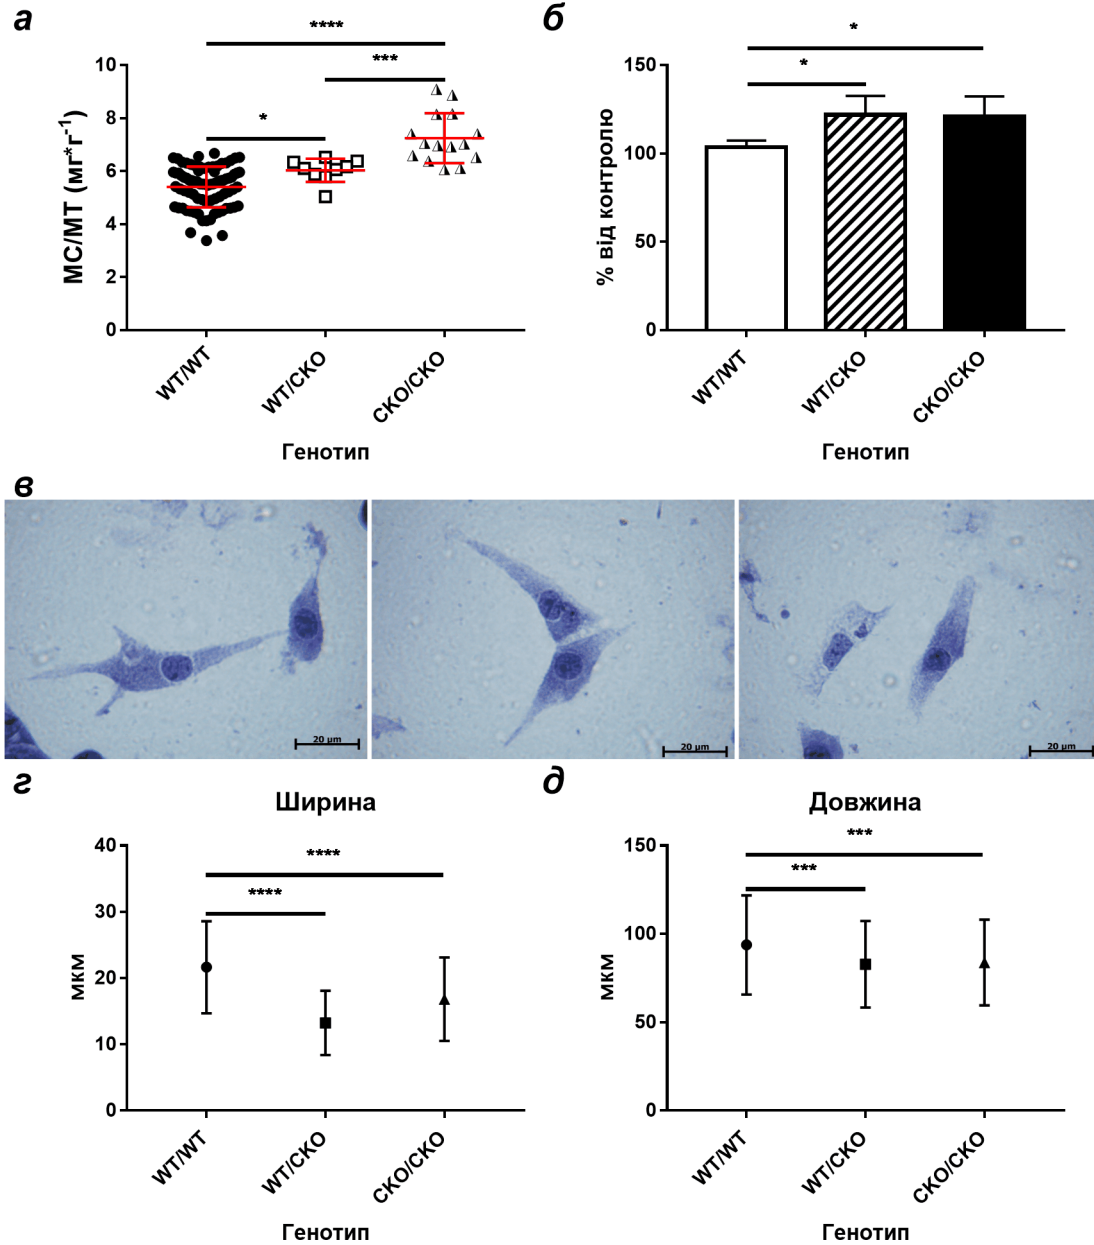 а
****
***
*
МС/МТ (мг*г-1)
10
8
6
4
2
0
WT/WT
WT/CKO
CKO/CKO
Генотип
б
*
*
% від контролю
150
100
50
0
WT/WT
WT/CKO
CKO/CKO
Генотип
в
20 µm
20 µm
20 µm
г
Ширина
****
****
мкм
40
30
20
10
0
WT/WT
WT/CKO
CKO/CKO
Генотип
д
Довжина
***
***
мкм
150
100
50
0
WT/WT
WT/CKO
CKO/CKO
Генотип